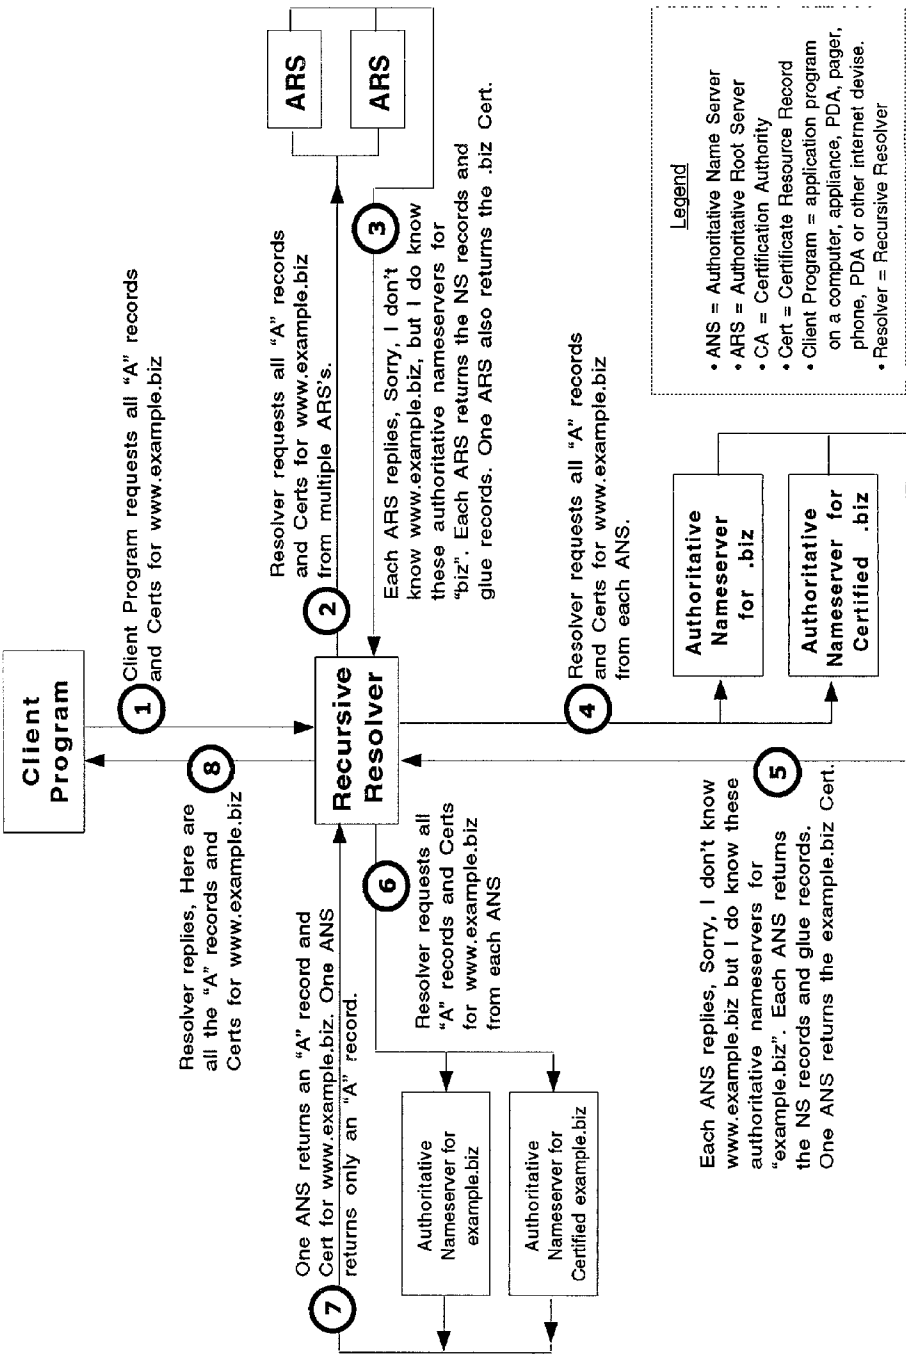 Client
Program
1
Client Program requests all “A” records
and Certs for www.example.biz
8
Resolver replies, Here are
all the “A” records and
Certs for www.example.biz
Recursive
Resolver
2
Resolver requests all “A” records
and Certs for www.example.biz
from multiple ARS's.
ARS
ARS
3
Each ARS replies, Sorry, I don't
know www.example.biz, but I do know
these authoritative nameservers for
“biz”. Each ARS returns the NS records and
glue records. One ARS also returns the .biz Cert.
4
Resolver requests all “A” records
and Certs for www.example.biz
from each ANS.
Authoritative
Nameserver
for .biz
Authoritative
Nameserver for
Certified .biz
5
Each ANS replies, Sorry, I don't know
www.example.biz but I do know these
authoritative nameservers for
“example.biz”. Each ANS returns
the NS records and glue records.
One ANS returns the example.biz Cert.
6
Resolver requests all
“A” records and Certs
for www.example.biz
from each ANS
Authoritative
Nameserver for
example.biz
Authoritative
Nameserver for
Certified example.biz
7
One ANS returns an “A” record and
Cert for www.example.biz. One ANS
returns only an “A” record.
Legend
• ANS = Authoritative Name Server
• ARS = Authoritative Root Server
• CA = Certification Authority
• Cert = Certificate Resource Record
• Client Program = application program
on a computer, appliance, PDA, pager,
phone, PDA or other internet devise.
• Resolver = Recursive Resolver